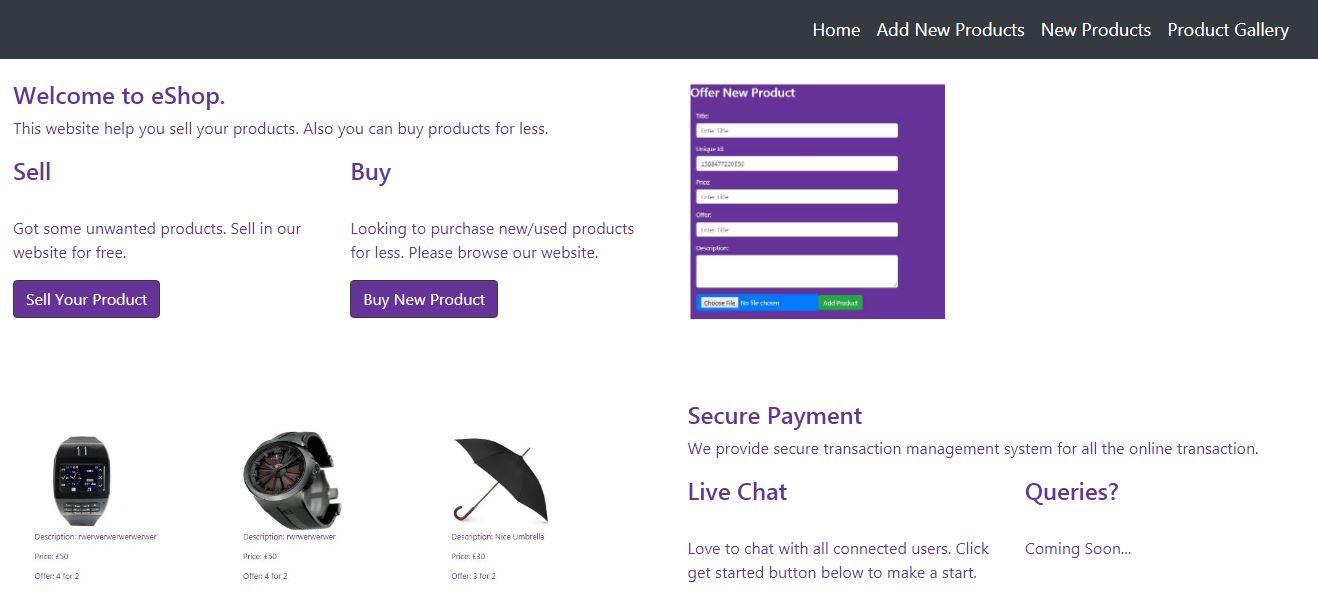 Home Add New Products New Products Product Gallery
Welcome to eShop.
This website help you sell your products. Also you can buy products for less.
Sell
Got some unwanted products. Sell in our
website for free.
Sell Your Product
Buy
Looking to purchase new/used products
for less. Please browse our website.
Buy New Product
Offer New Product
Title:
Enter Title
Unique Id:
1508477220350
Price:
Enter Title
Offer:
Enter Title
Description:
Choose File No file chosen Add Product
Description: rwerwerwerwerwerwer
Price: £50
Offer: 4 for 2
Description: rwrwerwerwer
Price: £50
Offer: 4 for 2
Description: Nice Umbrella
Price: £30
Offer: 3 for 2
Secure Payment
We provide secure transaction management system for all the online transaction.
Live Chat
Love to chat with all connected users. Click
get started button below to make a start.
Queries?
Coming Soon...